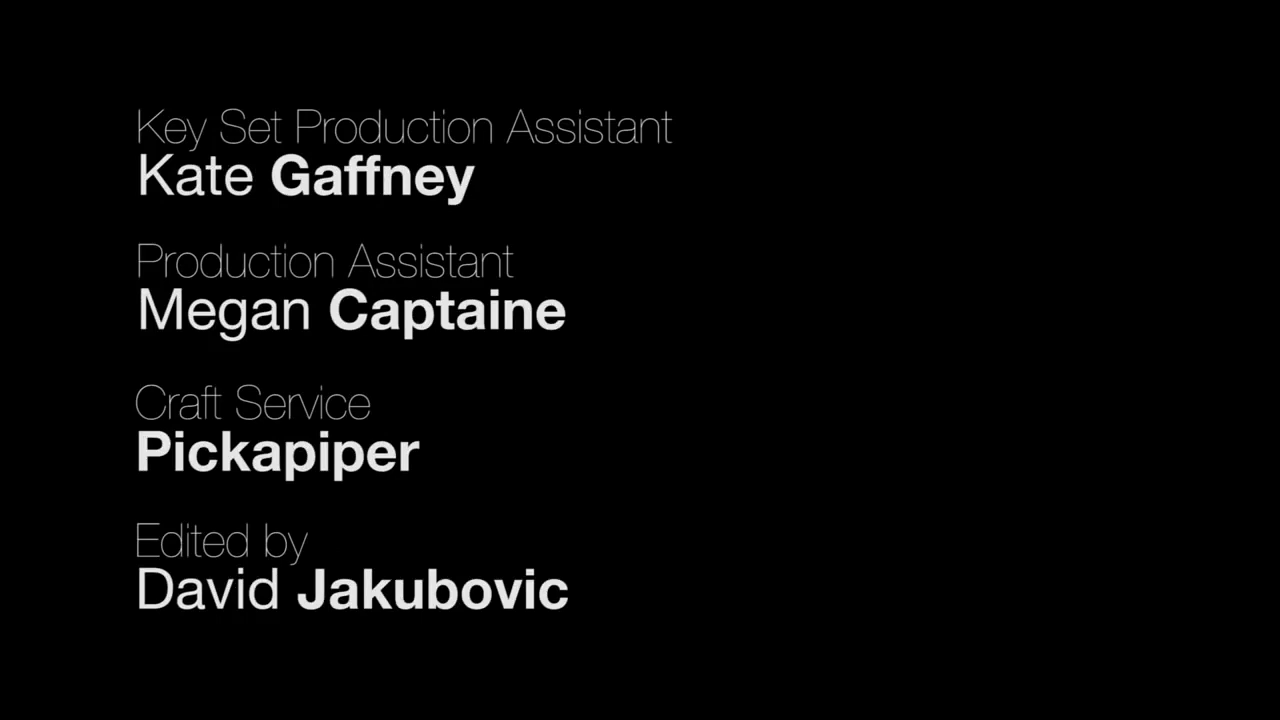 Key Set Production Assistant
Kate Gaffney
Production Assistant
Megan Captaine
Craft Service
Pickapiper
Edited by
David Jakubovic